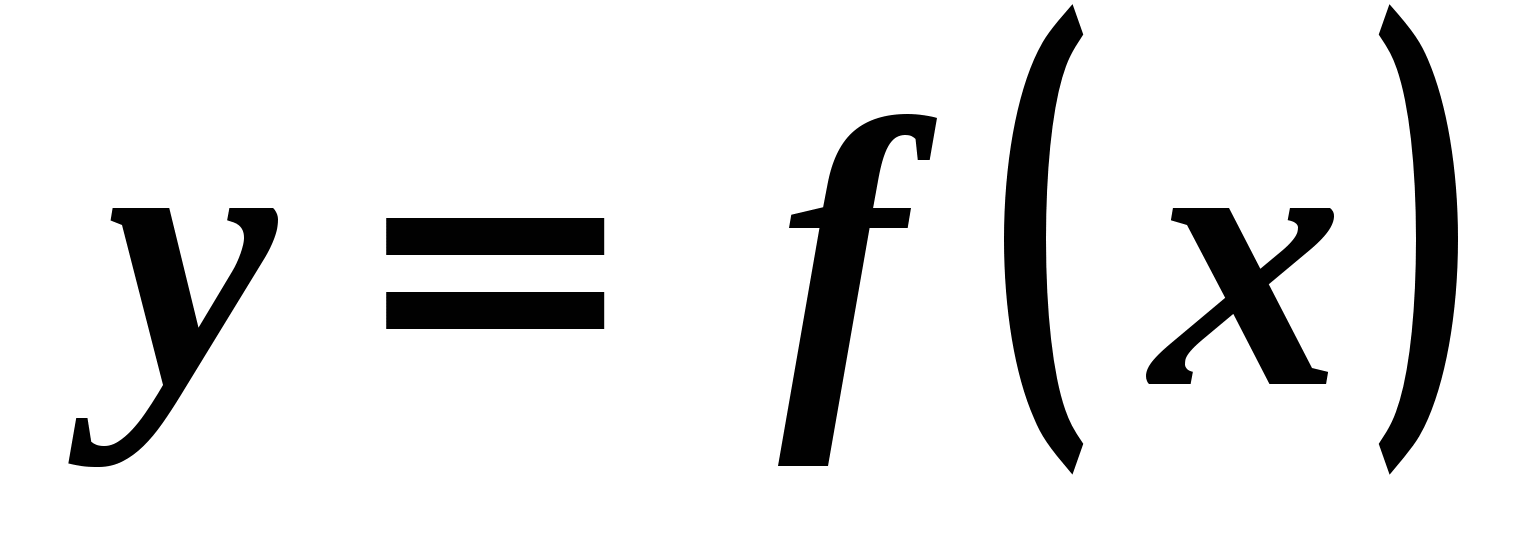 y = f(x)